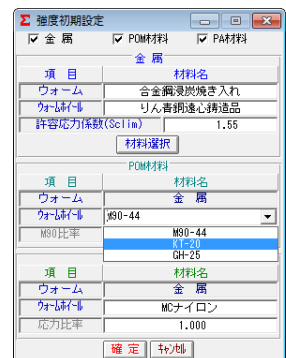 Σ 強度初期設定
金 属 POM材料 PA材料
金 属
項 目 材料名
ウォーム 合金鋼浸炭焼き入れ
ウォームホイール りん青銅遠心鋳造品
許容応力係数(Sclim) 1.55
材料選択
POM材料
項 目 材料名
ウォーム 金 属
ウォームホイール M90-44
M90比率
M90-44
KT-20
GH-25
項 目 材料名
ウォーム 金 属
ウォームホイール MCナイロン
応力比率 1.000
確 定 キャンセル